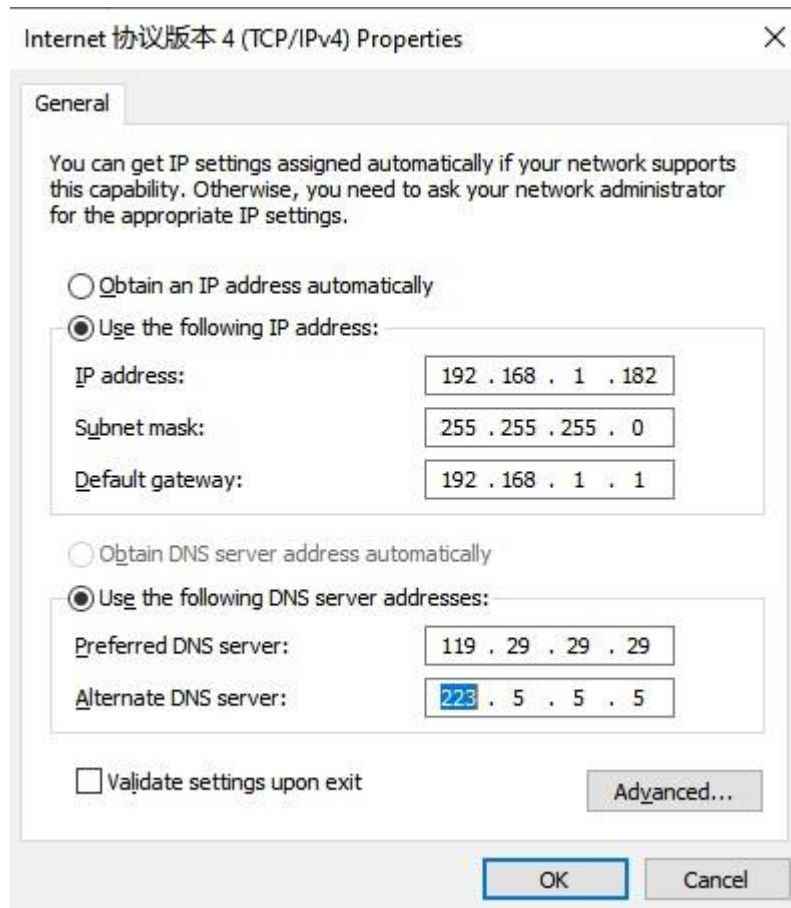 Internet 协议版本 4 (TCP/IPv4) Properties
General
You can get IP settings assigned automatically if your network supports
this capability. Otherwise, you need to ask your network administrator
for the appropriate IP settings.
Obtain an IP address automatically
Use the following IP address:
IP address: 192 . 168 . 1 . 182
Subnet mask: 255 . 255 . 255 . 0
Default gateway: 192 . 168 . 1 . 1
Obtain DNS server address automatically
Use the following DNS server addresses:
Preferred DNS server: 119 . 29 . 29 . 29
Alternate DNS server: 223 . 5 . 5 . 5
Validate settings upon exit
Advanced...
OK Cancel